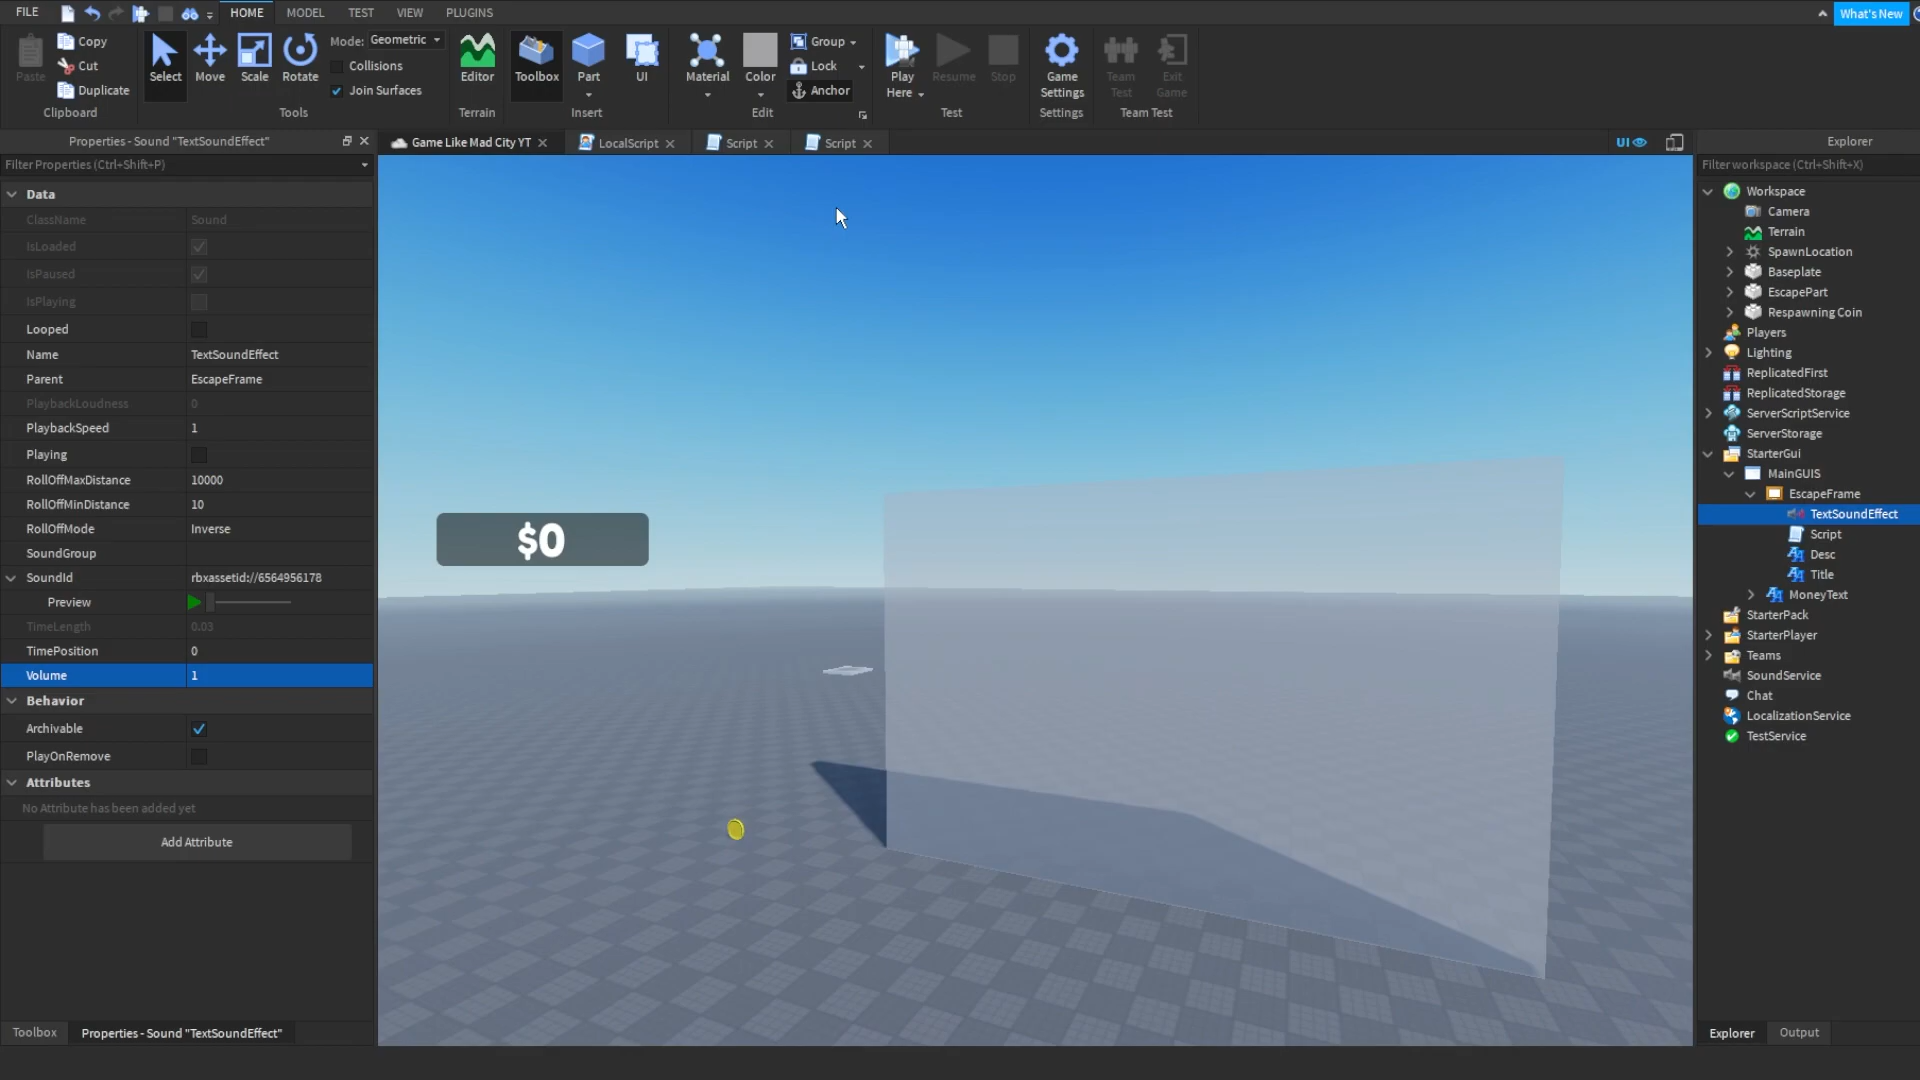 FILE
HOME
MODEL
TEST
VIEW
PLUGINS
What's New
Paste
Copy
Cut
Duplicate
Clipboard
Select
Move
Scale
Rotate
Mode: Geometric
Collisions
Join Surfaces
Tools
Editor
Terrain
Toolbox
Part
UI
Insert
Material
Color
Group
Lock
Anchor
Edit
Play Here
Resume
Stop
Test
Game Settings
Settings
Team Test
Exit Game
Team Test
Properties - Sound "TextSoundEffect"
Filter Properties (Ctrl+Shift+P)
Data
ClassName Sound
IsLoaded
IsPaused
IsPlaying
Looped
Name TextSoundEffect
Parent EscapeFrame
PlaybackLoudness 0
PlaybackSpeed 1
Playing
RollOffMaxDistance 10000
RollOffMinDistance 10
RollOffMode Inverse
SoundGroup
SoundId rbxassetid://6564956178
Preview
TimeLength 0.03
TimePosition 0
Volume 1
Behavior
Archivable
PlayOnRemove
Attributes
No Attribute has been added yet
Add Attribute
Toolbox
Properties - Sound "TextSoundEffect"
Game Like Mad City YT
LocalScript
Script
Script
UI
$0
Explorer
Filter workspace (Ctrl+Shift+X)
Workspace
Camera
Terrain
SpawnLocation
Baseplate
EscapePart
Respawning Coin
Players
Lighting
ReplicatedFirst
ReplicatedStorage
ServerScriptService
ServerStorage
StarterGui
MainGUIS
EscapeFrame
TextSoundEffect
Script
Desc
Title
MoneyText
StarterPack
StarterPlayer
Teams
SoundService
Chat
LocalizationService
TestService
Explorer
Output